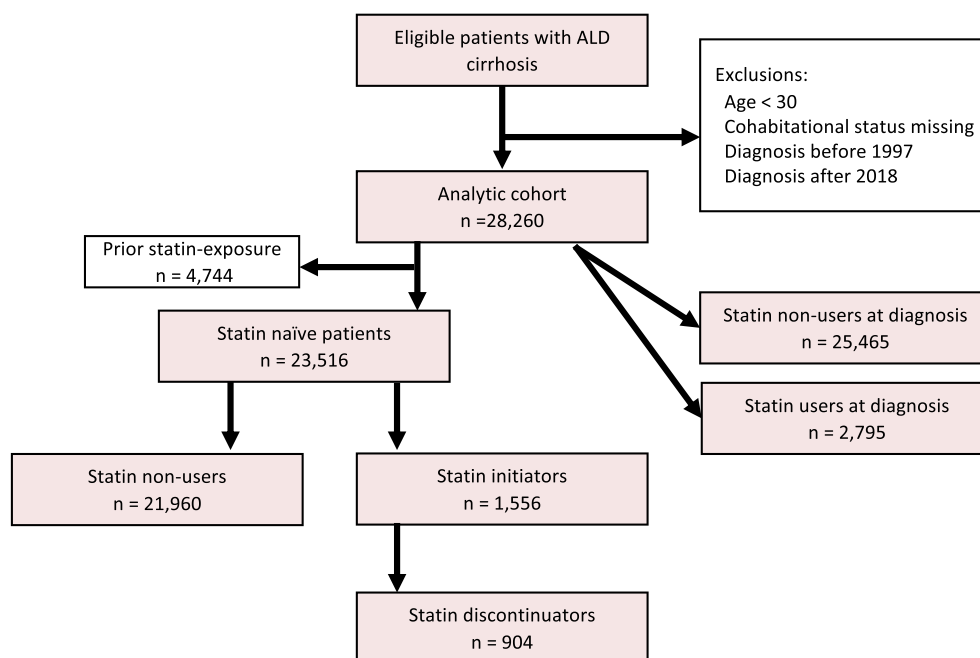 Eligible patients with ALD
cirrhosis
Exclusions:
Age < 30
Cohabitational status missing
Diagnosis before 1997
Diagnosis after 2018
Analytic cohort
n =28,260
Prior statin-exposure
n = 4,744
Statin naïve patients
n = 23,516
Statin non-users at diagnosis
n = 25,465
Statin users at diagnosis
n = 2,795
Statin non-users
n = 21,960
Statin initiators
n = 1,556
Statin discontinuators
n = 904